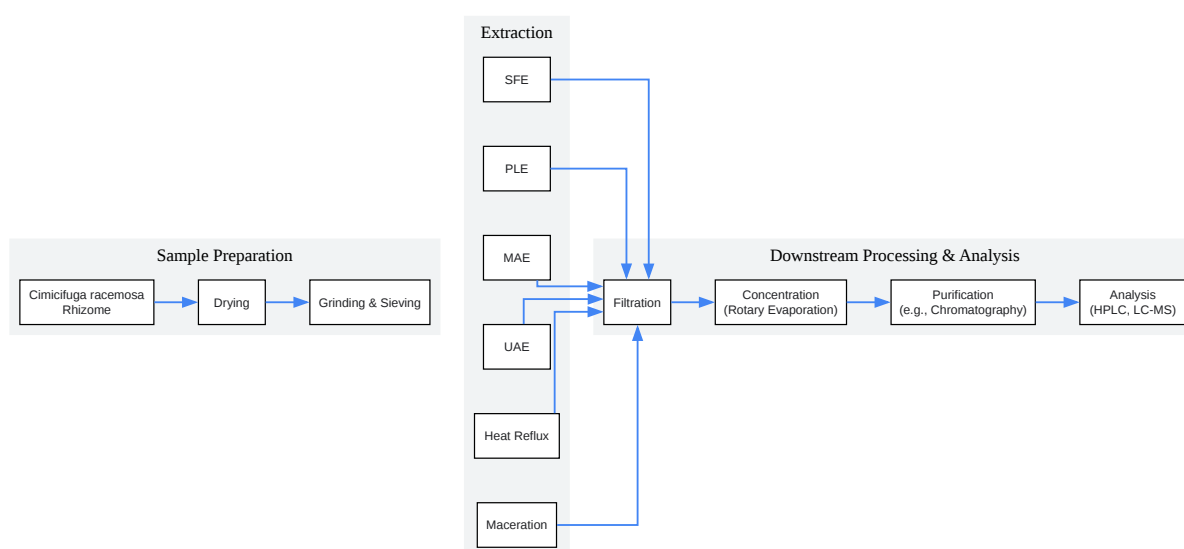 Extraction
SFE
PLE
MAE
UAE
Heat Reflux
Maceration
Sample Preparation
Cimicifuga racemosa
Rhizome
Drying
Grinding & Sieving
Downstream Processing & Analysis
Filtration
Concentration
(Rotary Evaporation)
Purification
(e.g., Chromatography)
Analysis
(HPLC, LC-MS)